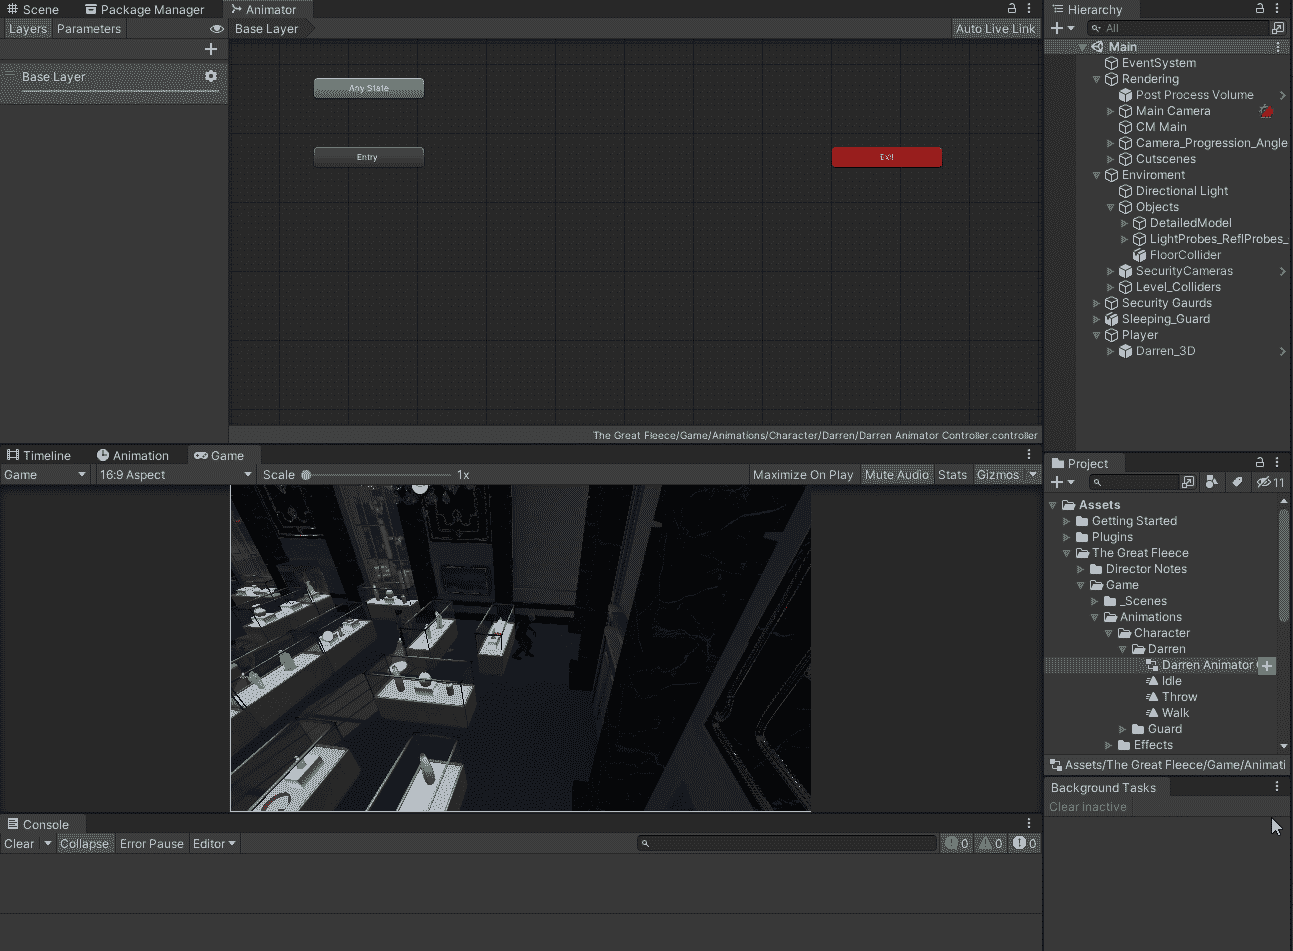 Scene Package Manager Animator
Layers Parameters Base Layer Auto Live Link
Base Layer
Any State
Entry Exit
The Great Fleece/Game/Animations/Character/Darren/Darren Animator Controller.controller
Timeline Animation Game
Game 16:9 Aspect Scale 1x Maximize On Play Mute Audio Stats Gizmos
Console
Clear Collapse Error Pause Editor 0 0 0
Hierarchy
All
Main
EventSystem
Rendering
Post Process Volume
Main Camera
CM Main
Camera_Progression_Angle
Cutscenes
Enviroment
Directional Light
Objects
DetailedModel
LightProbes_ReflProbes_
FloorCollider
SecurityCameras
Level_Colliders
Security Gaurds
Sleeping_Guard
Player
Darren_3D
Project
11
Assets
Getting Started
Plugins
The Great Fleece
Director Notes
Game
_Scenes
Animations
Character
Darren
Darren Animator
Idle
Throw
Walk
Guard
Effects
Assets/The Great Fleece/Game/Animati
Background Tasks
Clear inactive